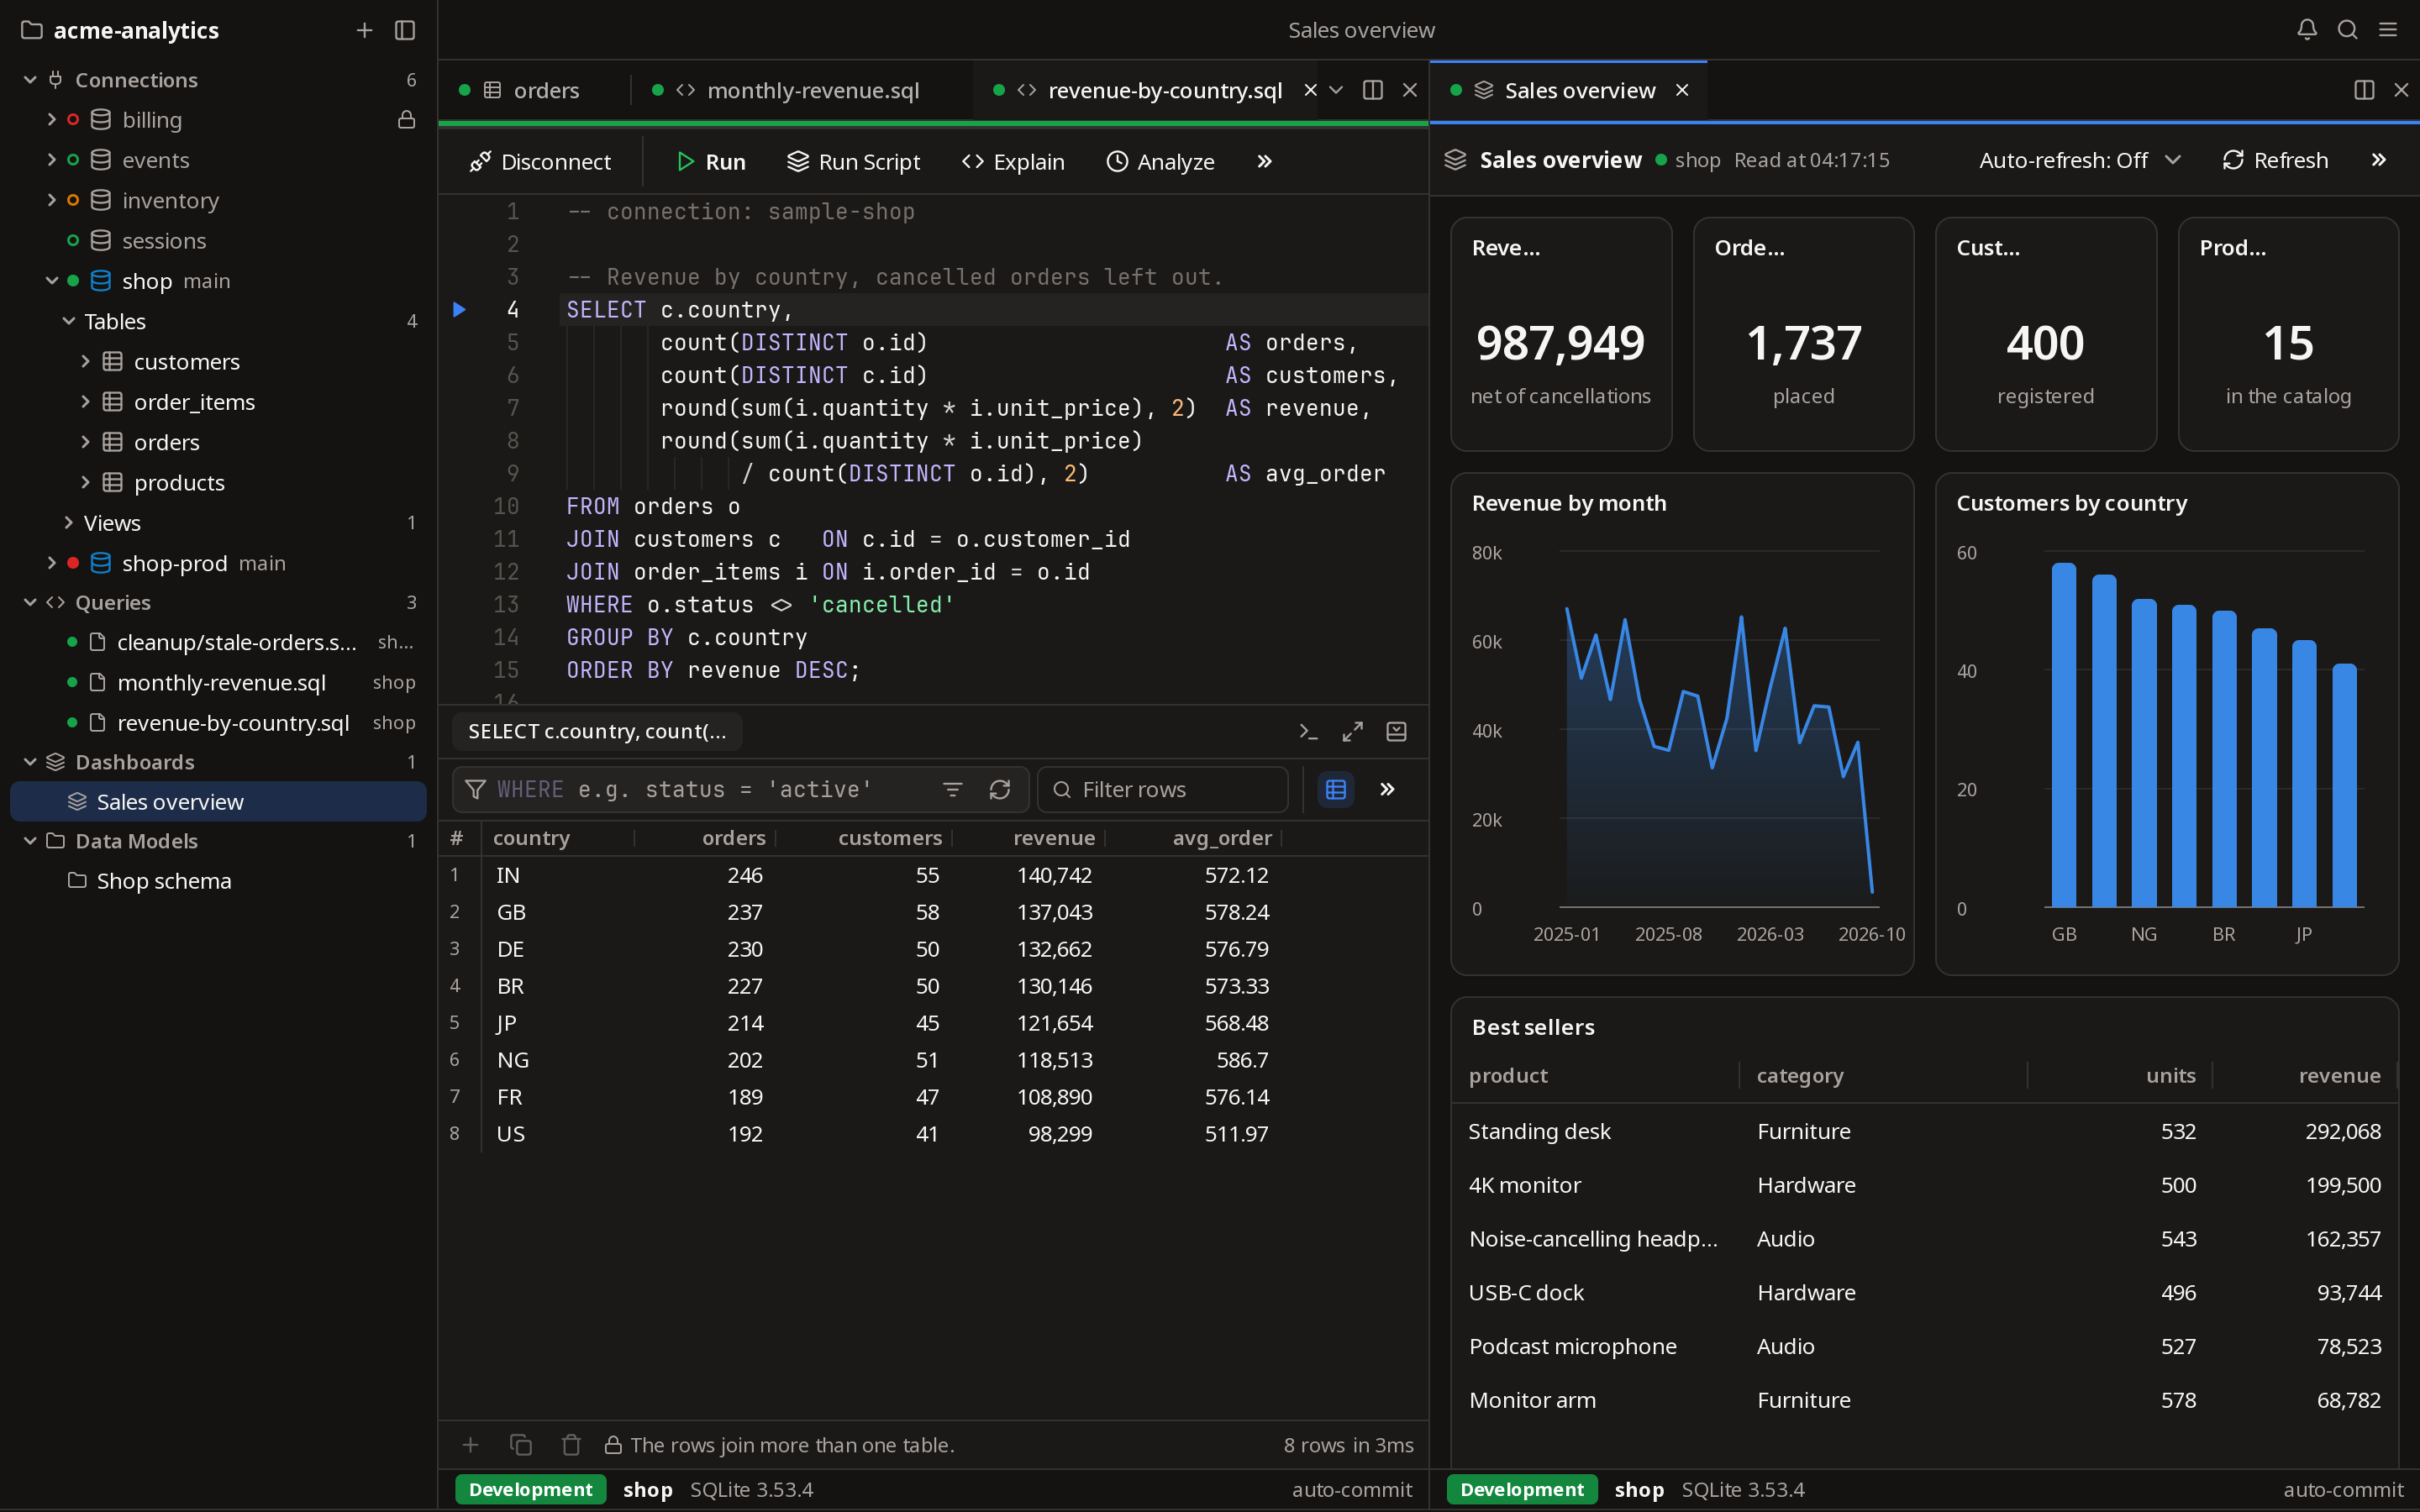 acme-analytics
Connections 6
billing
events
inventory
sessions
shop main
Tables 4
customers
order_items
orders
products
Views 1
shop-prod main
Queries 3
cleanup/stale-orders.s... sh...
monthly-revenue.sql shop
revenue-by-country.sql shop
Dashboards 1
Sales overview
Data Models 1
Shop schema
Sales overview
orders monthly-revenue.sql revenue-by-country.sql
Disconnect Run Run Script Explain Analyze
1 -- connection: sample-shop
2
3 -- Revenue by country, cancelled orders left out.
4 SELECT c.country,
5 count(DISTINCT o.id) AS orders,
6 count(DISTINCT c.id) AS customers,
7 round(sum(i.quantity * i.unit_price), 2) AS revenue,
8 round(sum(i.quantity * i.unit_price)
9 / count(DISTINCT o.id), 2) AS avg_order
10 FROM orders o
11 JOIN customers c ON c.id = o.customer_id
12 JOIN order_items i ON i.order_id = o.id
13 WHERE o.status <> 'cancelled'
14 GROUP BY c.country
15 ORDER BY revenue DESC;
16
SELECT c.country, count(...
WHERE e.g. status = 'active' Filter rows
# country orders customers revenue avg_order
1 IN 246 55 140,742 572.12
2 GB 237 58 137,043 578.24
3 DE 230 50 132,662 576.79
4 BR 227 50 130,146 573.33
5 JP 214 45 121,654 568.48
6 NG 202 51 118,513 586.7
7 FR 189 47 108,890 576.14
8 US 192 41 98,299 511.97
The rows join more than one table. 8 rows in 3ms
Development shop SQLite 3.53.4 auto-commit
Sales overview
Sales overview shop Read at 04:17:15 Auto-refresh: Off Refresh
Reve... Orde... Cust... Prod...
987,949 1,737 400 15
net of cancellations placed registered in the catalog
Revenue by month
80k
60k
40k
20k
0
2025-01 2025-08 2026-03 2026-10
Customers by country
60
40
20
0
GB NG BR JP
Best sellers
product category units revenue
Standing desk Furniture 532 292,068
4K monitor Hardware 500 199,500
Noise-cancelling headp... Audio 543 162,357
USB-C dock Hardware 496 93,744
Podcast microphone Audio 527 78,523
Monitor arm Furniture 578 68,782
Development shop SQLite 3.53.4 auto-commit